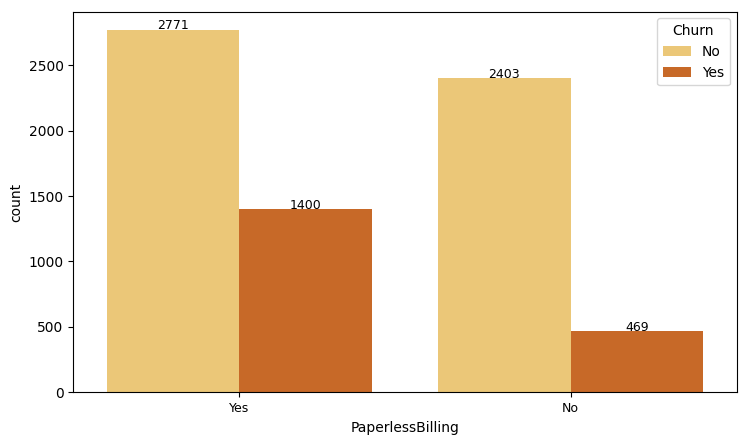 2771
Churn
No
Yes
2500
2403
2000
1500
1400
1000
500
469
0
count
Yes
No
PaperlessBilling